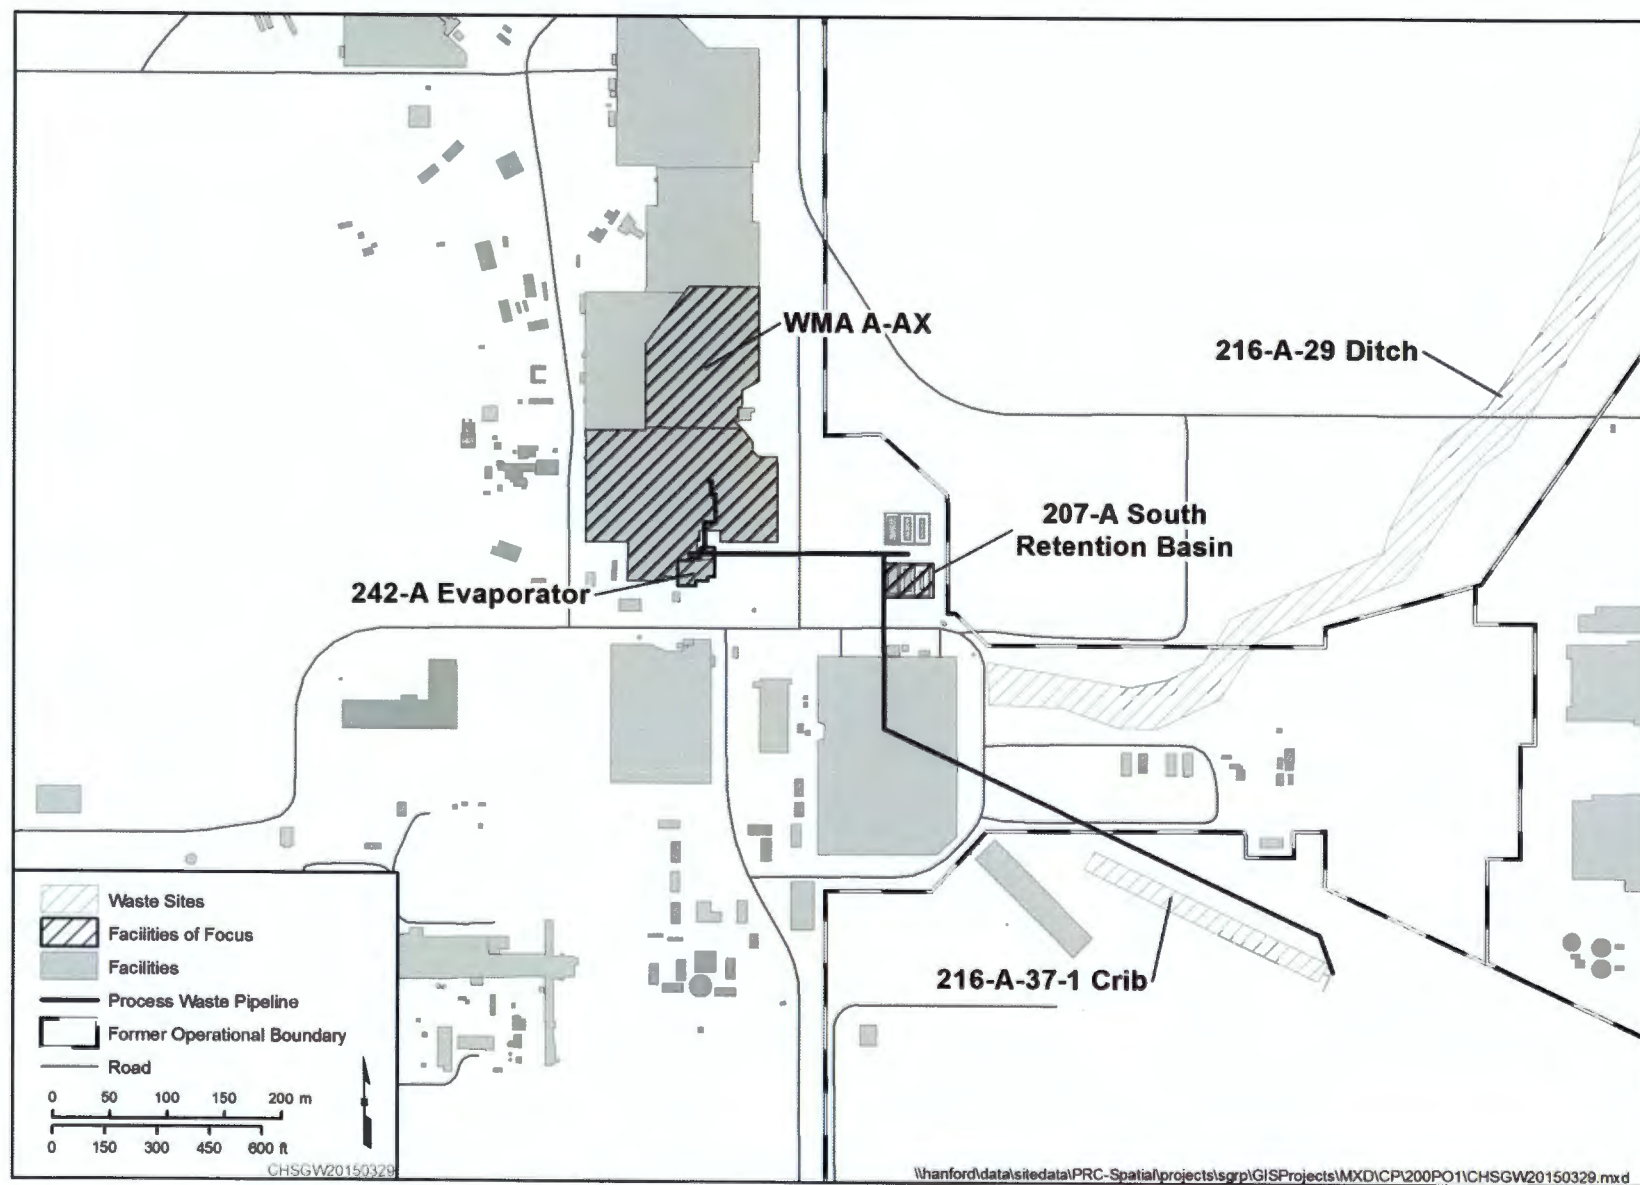 WMA A-AX
216-A-29 Ditch
207-A South
Retention Basin
242-A Evaporator
216-A-37-1 Crib
Waste Sites
Facilities of Focus
Facilities
Process Waste Pipeline
Former Operational Boundary
Road
0 50 100 150 200 m
0 150 300 450 600 ft
CHSGW20150329
\\hanford\data\sitedata\PRC-Spatial\projects\sgrp\GISProjects\MXD\CP\200PO1\CHSGW20150329.mxd